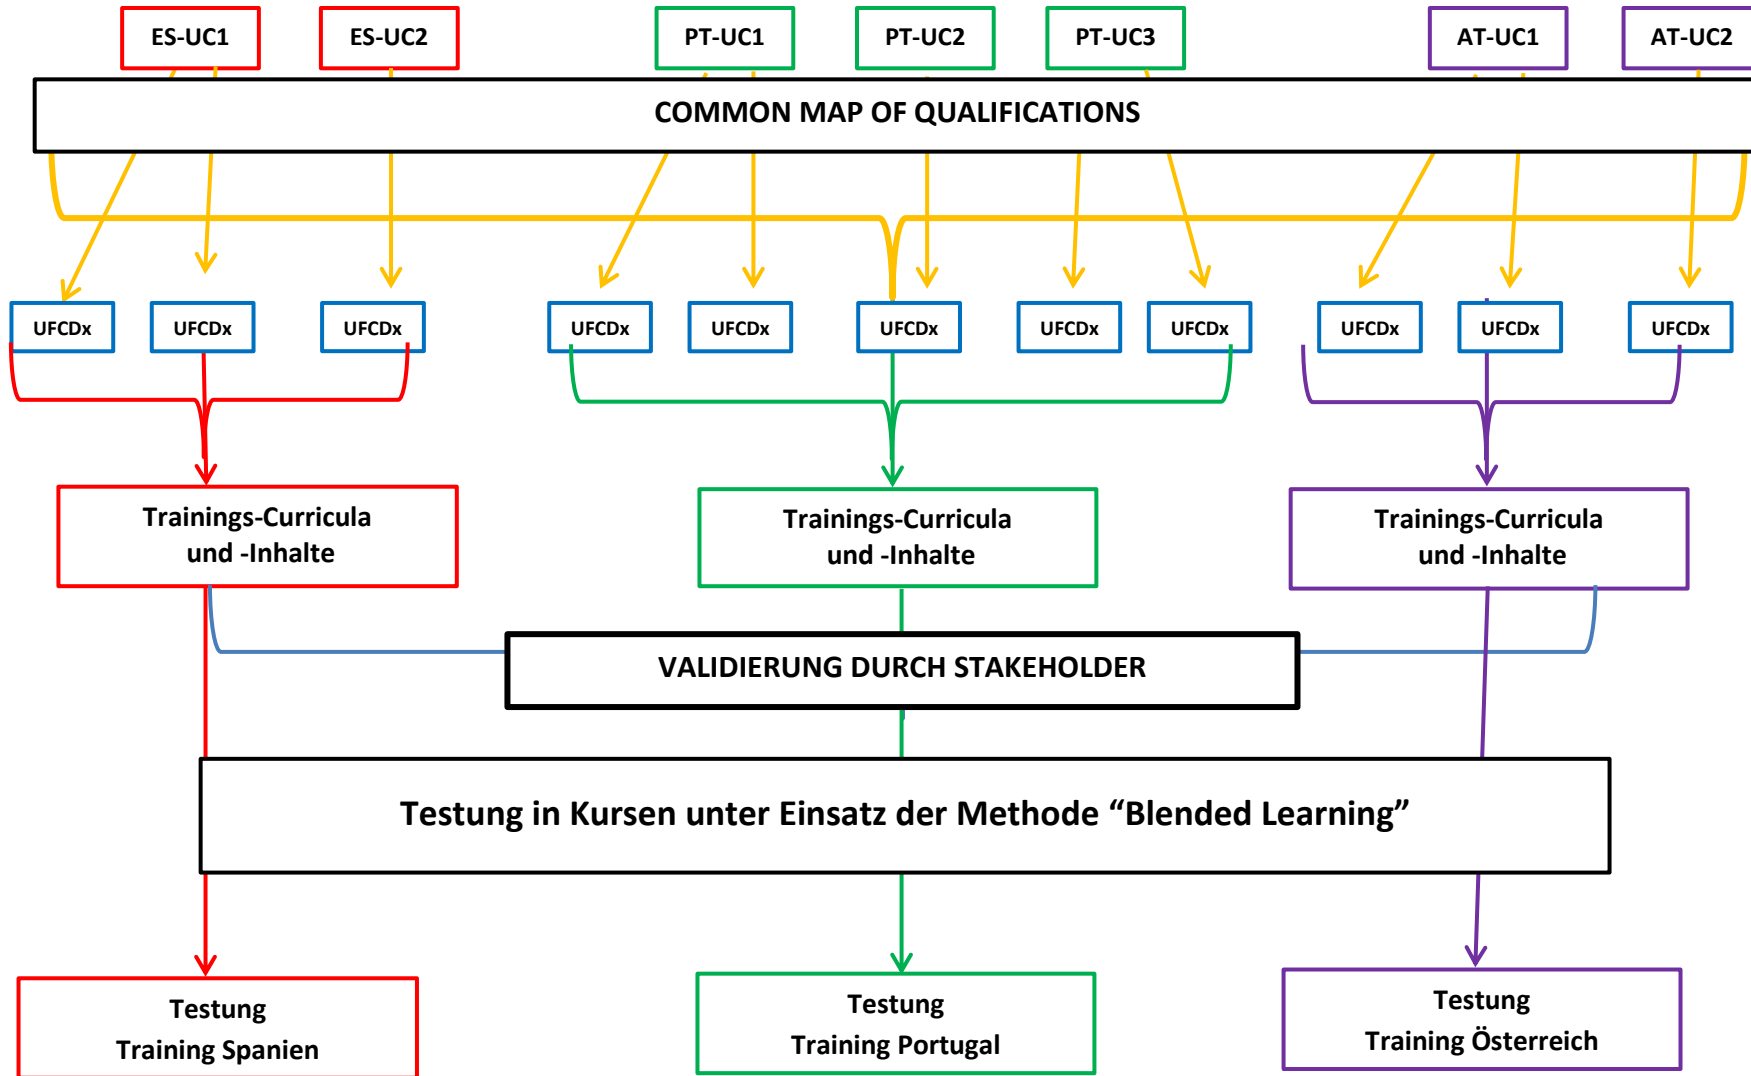 ES-UC1
ES-UC2
PT-UC1
PT-UC2
PT-UC3
AT-UC1
AT-UC2
COMMON MAP OF QUALIFICATIONS
UFCDx
UFCDx
UFCDx
UFCDx
UFCDx
UFCDx
UFCDx
UFCDx
UFCDx
UFCDx
UFCDx
Trainings-Curricula
und -Inhalte
Trainings-Curricula
und -Inhalte
Trainings-Curricula
und -Inhalte
VALIDIERUNG DURCH STAKEHOLDER
Testung in Kursen unter Einsatz der Methode “Blended Learning”
Testung
Training Spanien
Testung
Training Portugal
Testung
Training Österreich